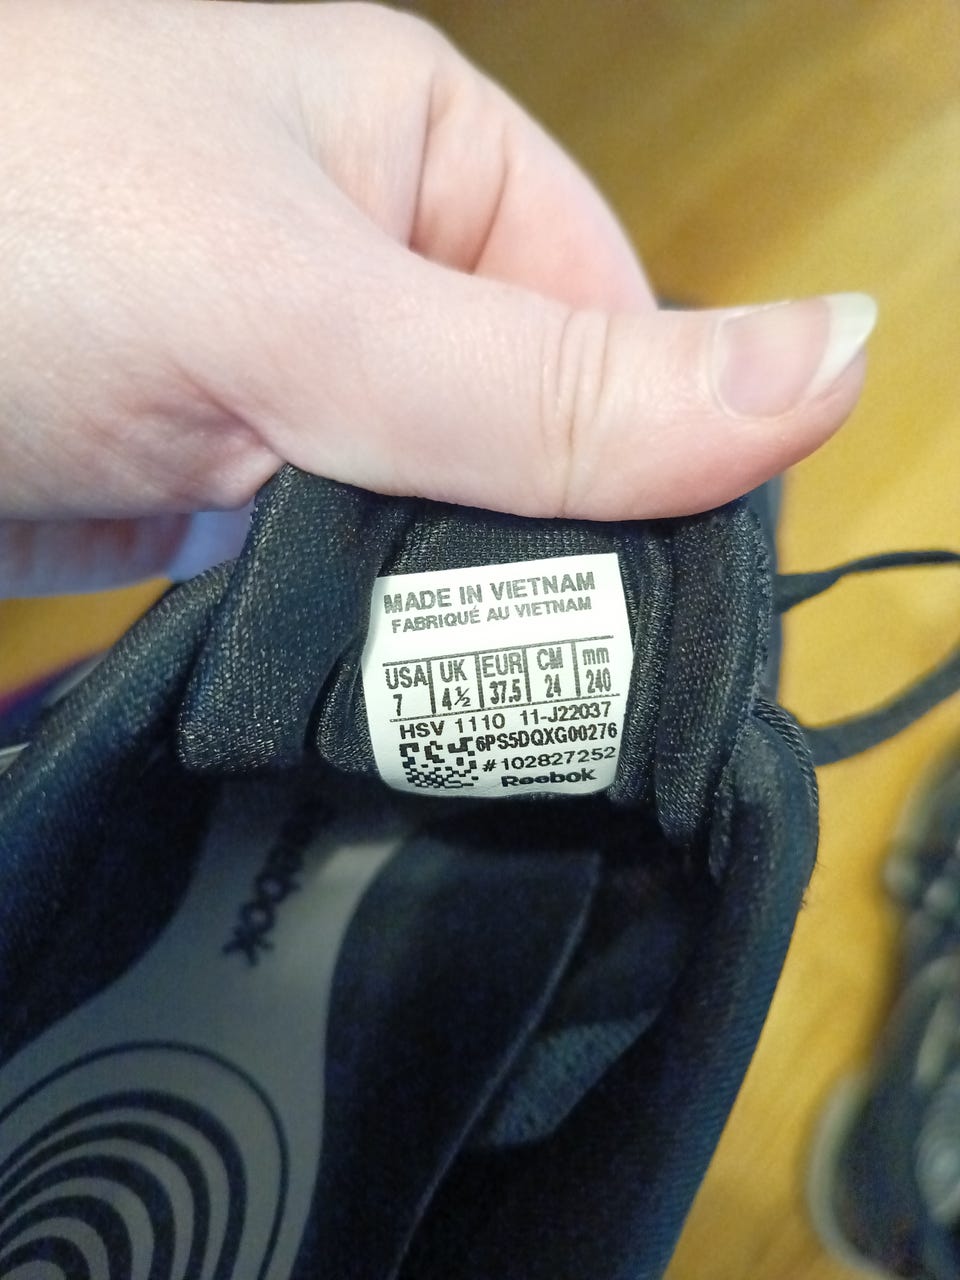 MADE IN VIETNAM
FABRIQUÉ AU VIETNAM
USA UK EUR CM mm
7 4½ 37.5 24 240
HSV 1110 11-J22037
6PS5DQXG00276
#102827252
Reebok
Reebok